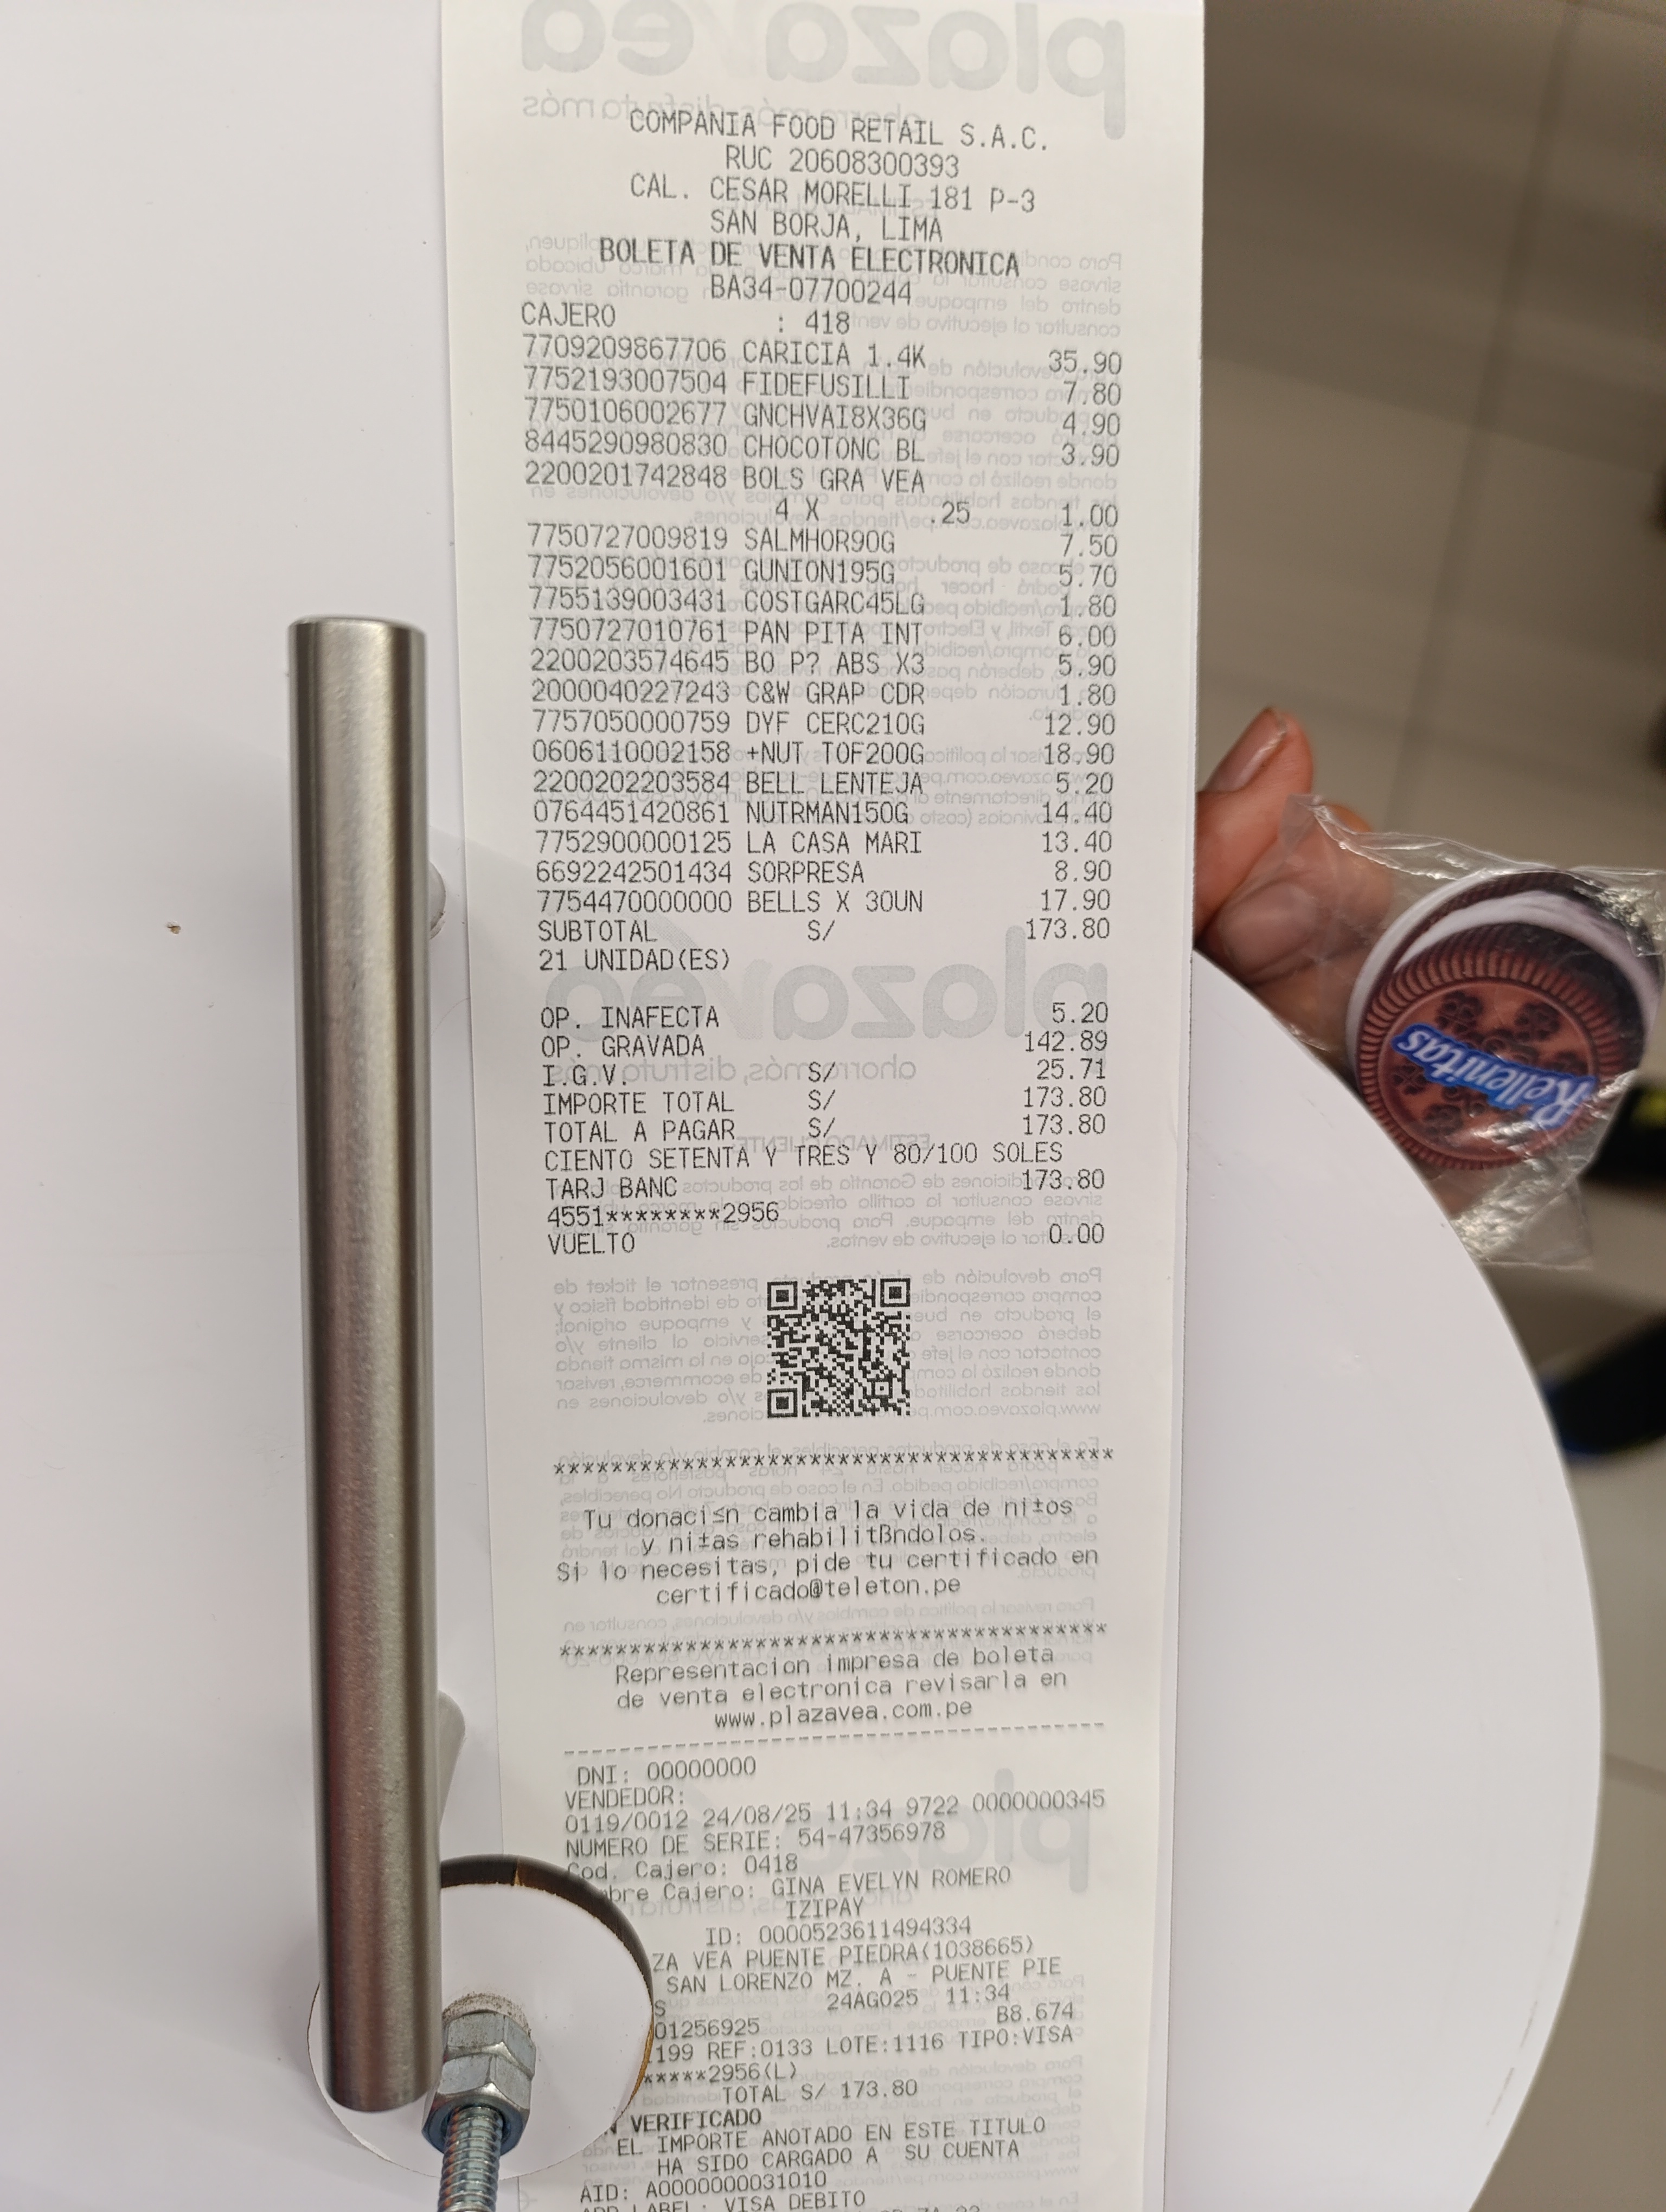 plazavea
ahorra más, disfruta más
COMPANIA FOOD RETAIL S.A.C.
RUC 20608300393
CAL. CESAR MORELLI 181 P-3
SAN BORJA, LIMA
BOLETA DE VENTA ELECTRONICA
BA34-07700244
CAJERO : 418
7709209867706 CARICIA 1.4K 35.90
7752193007504 FIDEFUSILLI 7.80
7750106002677 GNCHVAI8X36G 4.90
8445290980830 CHOCOTONC BL 3.90
2200201742848 BOLS GRA VEA
4 X .25 1.00
7750727009819 SALMHOR90G 7.50
7752056001601 GUNION195G 5.70
7755139003431 COSTGARC45LG 1.80
7750727010761 PAN PITA INT 6.00
2200203574645 BO P? ABS X3 5.90
2000040227243 C&W GRAP CDR 1.80
7757050000759 DYF CERC210G 12.90
0606110002158 +NUT TOF200G 18.90
2200202203584 BELL LENTEJA 5.20
0764451420861 NUTRMAN150G 14.40
7752900000125 LA CASA MARI 13.40
6692242501434 SORPRESA 8.90
7754470000000 BELLS X 30UN 17.90
SUBTOTAL S/ 173.80
21 UNIDAD(ES)
OP. INAFECTA 5.20
OP. GRAVADA 142.89
I.G.V. S/ 25.71
IMPORTE TOTAL S/ 173.80
TOTAL A PAGAR S/ 173.80
CIENTO SETENTA Y TRES Y 80/100 SOLES
TARJ BANC 173.80
4551********2956
VUELTO 0.00
****************************************
Tu donaci≤n cambia la vida de ni±os
y ni±as rehabilitßndolos.
Si lo necesitas, pide tu certificado en
certificado@teleton.pe
****************************************
Representacion impresa de boleta
de venta electronica revisarla en
www.plazavea.com.pe
----------------------------------------
DNI: 00000000
VENDEDOR:
0119/0012 24/08/25 11:34 9722 0000000345
NUMERO DE SERIE: 54-47356978
Cod. Cajero: 0418
bre Cajero: GINA EVELYN ROMERO
IZIPAY
ID: 0000523611494334
ZA VEA PUENTE PIEDRA(1038665)
SAN LORENZO MZ. A - PUENTE PIE
S 24AGO25 11:34
01256925 B8.674
1199 REF:0133 LOTE:1116 TIPO:VISA
*****2956(L)
TOTAL S/ 173.80
N VERIFICADO
EL IMPORTE ANOTADO EN ESTE TITULO
HA SIDO CARGADO A SU CUENTA
AID: A0000000031010
APP LABEL: VISA DEBITO
Rellenitas